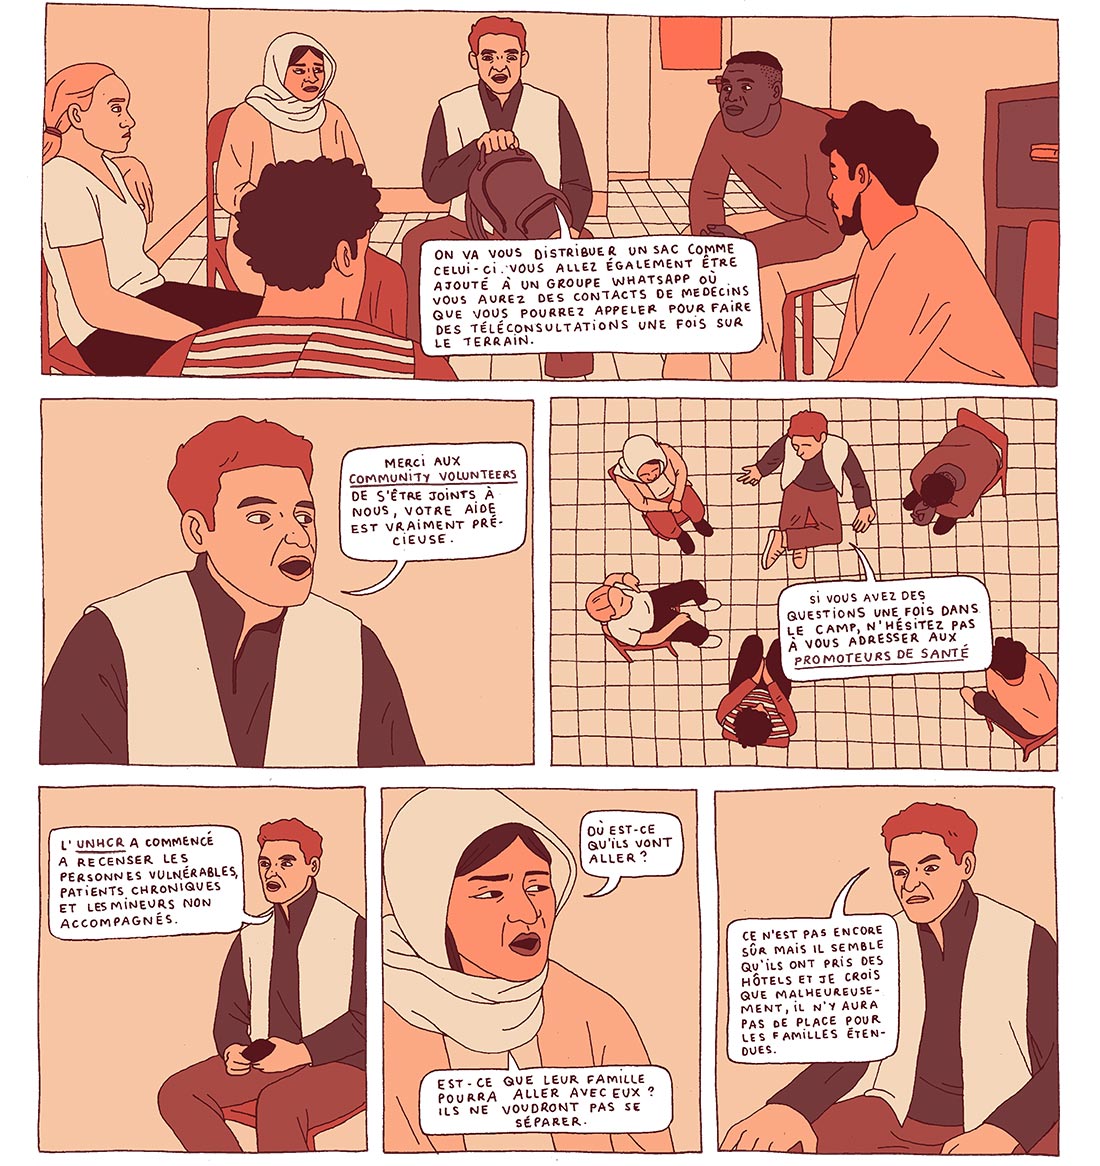 ON VA VOUS DISTRIBUER UN SAC COMME
CELUI-CI. VOUS ALLEZ ÉGALEMENT ÊTRE
AJOUTÉ À UN GROUPE WHATSAPP OÙ
VOUS AUREZ DES CONTACTS DE MEDECINS
QUE VOUS POURREZ APPELER POUR FAIRE
DES TÉLÉCONSULTATIONS UNE FOIS SUR
LE TERRAIN.
MERCI AUX
COMMUNITY VOLUNTEERS
DE S'ÊTRE JOINTS À
NOUS, VOTRE AIDE
EST VRAIMENT PRÉ-
CIEUSE.
SI VOUS AVEZ DES
QUESTIONS UNE FOIS DANS
LE CAMP, N'HÉSITEZ PAS
À VOUS ADRESSER AUX
PROMOTEURS DE SANTÉ
L'UNHCR A COMMENCÉ
A RECENSER LES
PERSONNES VULNÉRABLES,
PATIENTS CHRONIQUES
ET LES MINEURS NON
ACCOMPAGNÉS.
OÙ EST-CE
QU'ILS VONT
ALLER?
EST-CE QUE LEUR FAMILLE
POURRA ALLER AVEC EUX?
ILS NE VOUDRONT PAS SE
SÉPARER.
CE N'EST PAS ENCORE
SÛR MAIS IL SEMBLE
QU'ILS ONT PRIS DES
HÔTELS ET JE CROIS
QUE MALHEUREUSE-
MENT, IL N'Y AURA
PAS DE PLACE POUR
LES FAMILLES ÉTEN-
DUES.